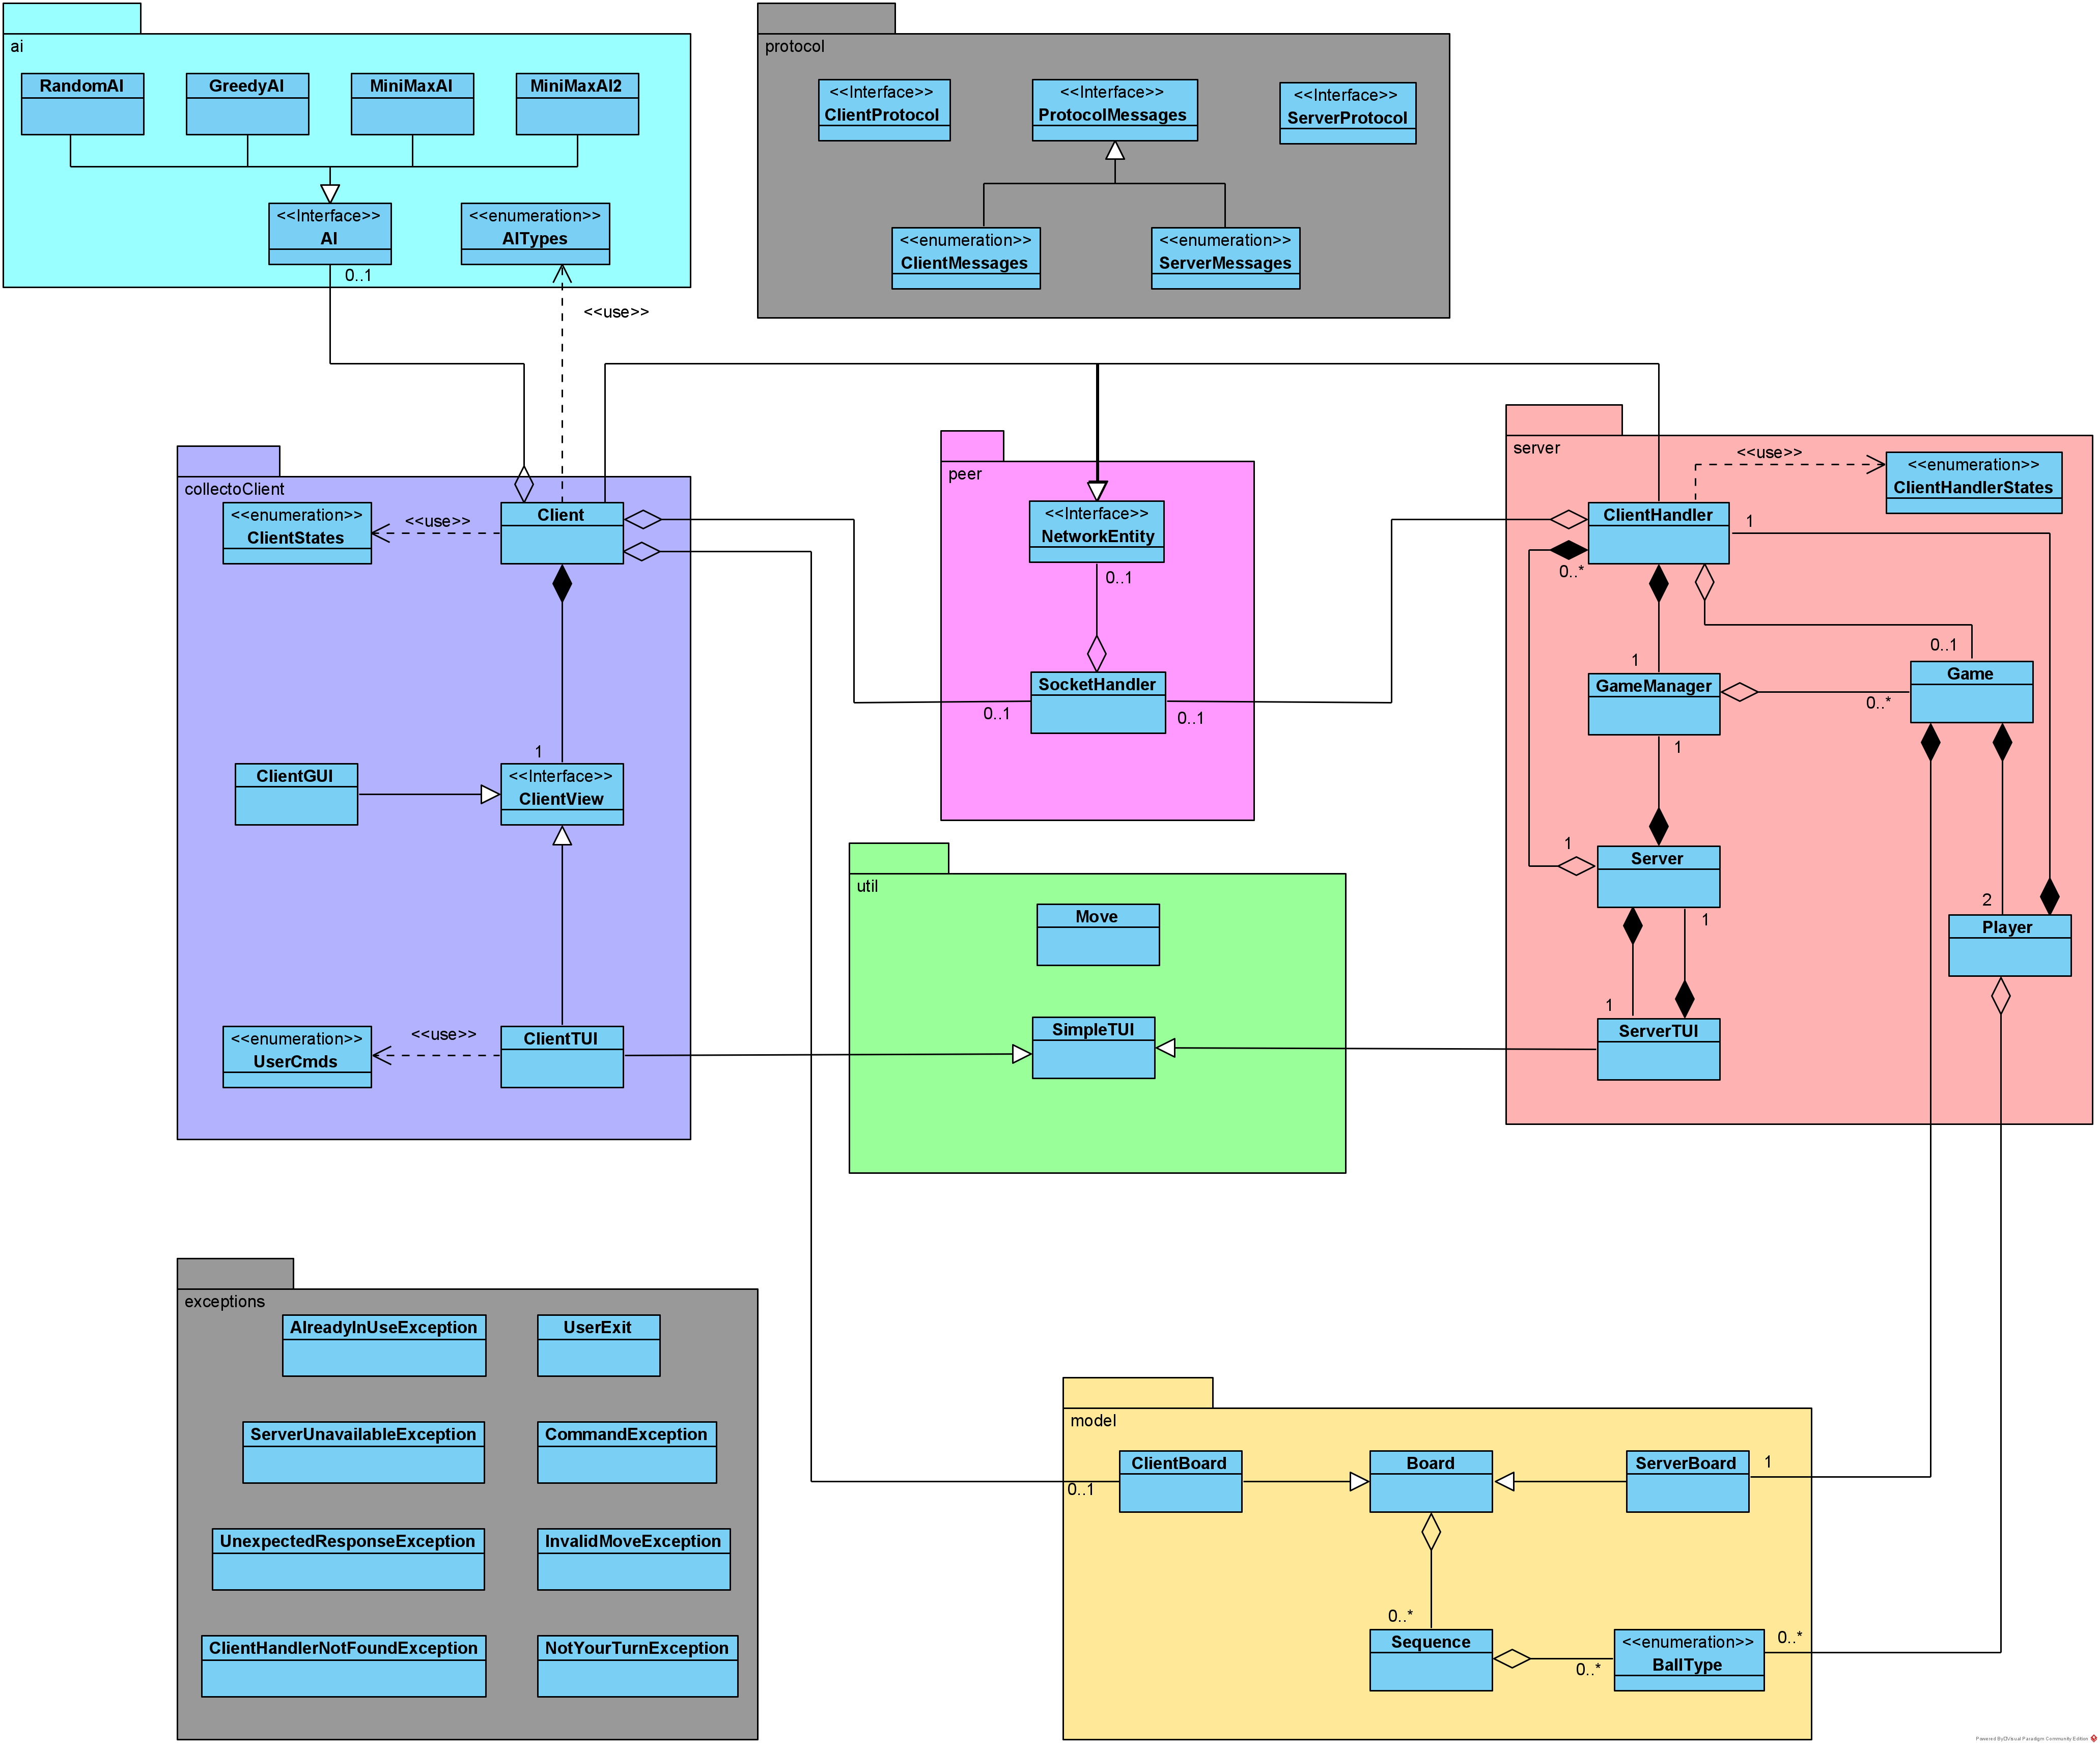 ai
RandomAI
GreedyAI
MiniMaxAI
MiniMaxAI2
<<Interface>>
AI
0..1
<<enumeration>>
AITypes
<<use>>
protocol
<<Interface>>
ClientProtocol
<<Interface>>
ProtocolMessages
<<Interface>>
ServerProtocol
<<enumeration>>
ClientMessages
<<enumeration>>
ServerMessages
collectoClient
<<enumeration>>
ClientStates
<<use>>
Client
1
ClientGUI
<<Interface>>
ClientView
<<enumeration>>
UserCmds
<<use>>
ClientTUI
peer
<<Interface>>
NetworkEntity
0..1
SocketHandler
0..1
0..1
util
Move
SimpleTUI
server
<<use>>
<<enumeration>>
ClientHandlerStates
ClientHandler
1
0..*
1
0..1
GameManager
0..*
Game
1
1
Server
1
2
Player
1
ServerTUI
exceptions
AlreadyInUseException
UserExit
ServerUnavailableException
CommandException
UnexpectedResponseException
InvalidMoveException
ClientHandlerNotFoundException
NotYourTurnException
model
ClientBoard
0..1
Board
ServerBoard
1
0..*
Sequence
0..*
<<enumeration>>
BallType
0..*
Powered By Visual Paradigm Community Edition